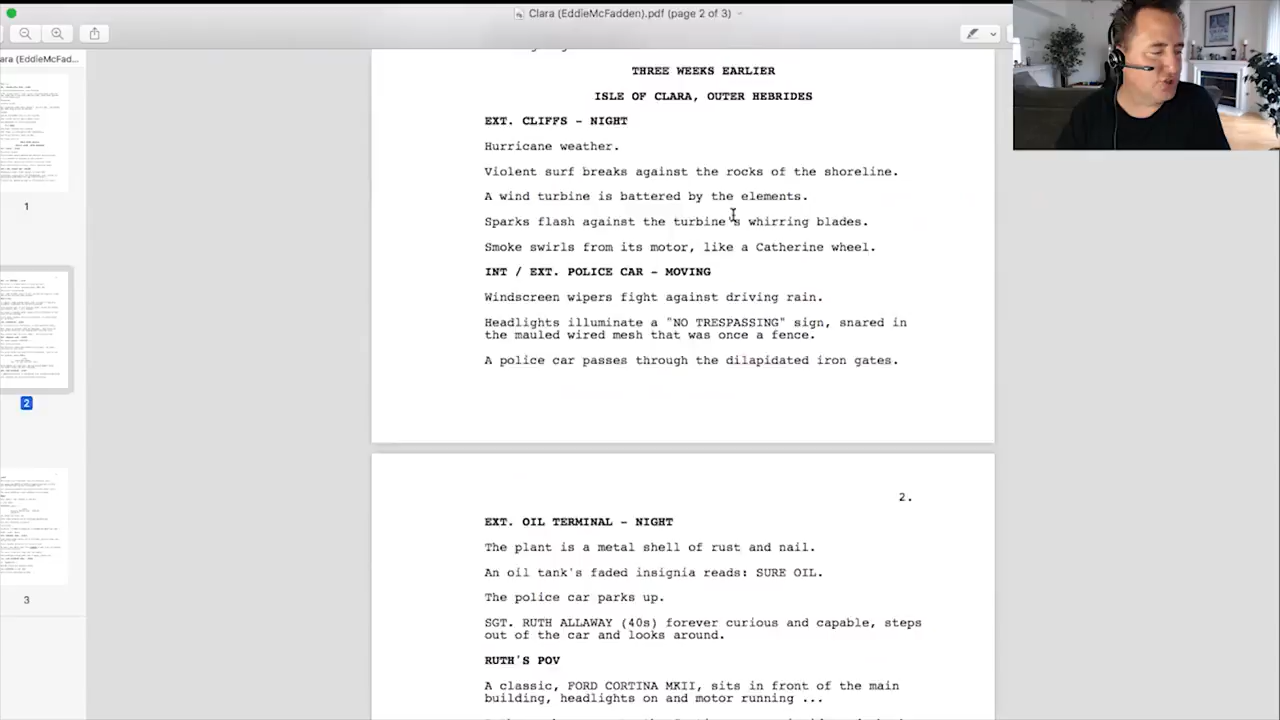 Clara (EddieMcFadden).pdf (page 2 of 3)
ara (EddieMcFad...
1
2
3
THREE WEEKS EARLIER
ISLE OF CLARA, OUTER HEBRIDES
EXT. CLIFFS - NIGHT
Hurricane weather.
Violent surf breaks against the rocks of the shoreline.
A wind turbine is battered by the elements.
Sparks flash against the turbine's whirring blades.
Smoke swirls from its motor, like a Catherine wheel.
INT / EXT. POLICE CAR - MOVING
Windscreen wipers fight against driving rain.
Headlights illuminate a "NO TRESPASSING" sign, snared in
the mauled wired mesh that was once a fence.
A police car passes through the dilapidated iron gates.
2.
EXT. OIL TERMINAL - NIGHT
The plant is a metal shell of rust and nail.
An oil tank's faded insignia reads: SURE OIL.
The police car parks up.
SGT. RUTH ALLAWAY (40s) forever curious and capable, steps
out of the car and looks around.
RUTH'S POV
A classic, FORD CORTINA MKII, sits in front of the main
building, headlights on and motor running ...